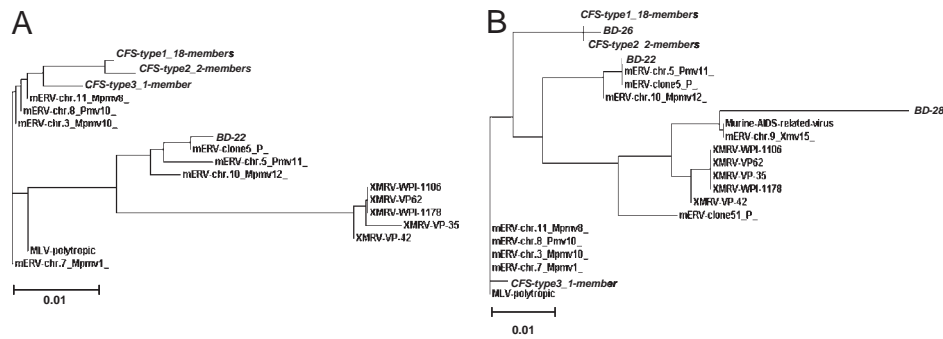 A
CFS-type1_18-members
CFS-type2_2-members
CFS-type3_1-member
mERV-chr.11_Mpmv8_
mERV-chr.8_Pmv10_
mERV-chr.3_Mpmv10_
BD-22
mERV-clone5_P_
mERV-chr.5_Pmv11_
mERV-chr.10_Mpmv12_
XMRV-WPI-1106
XMRV-VP62
XMRV-WPI-1178
XMRV-VP-35
XMRV-VP-42
MLV-polytropic
mERV-chr.7_Mpmv1_
0.01
B
CFS-type1_18-members
BD-26
CFS-type2_2-members
BD-22
mERV-chr.5_Pmv11_
mERV-clone5_P_
mERV-chr.10_Mpmv12_
BD-28
Murine-AIDS-related-virus
mERV-chr.9_Xmv15_
XMRV-WPI-1106
XMRV-VP62
XMRV-VP-35
XMRV-WPI-1178
XMRV-VP-42
mERV-clone51_P_
mERV-chr.11_Mpmv8_
mERV-chr.8_Pmv10_
mERV-chr.3_Mpmv10_
mERV-chr.7_Mpmv1_
CFS-type3_1-member
MLV-polytropic
0.01